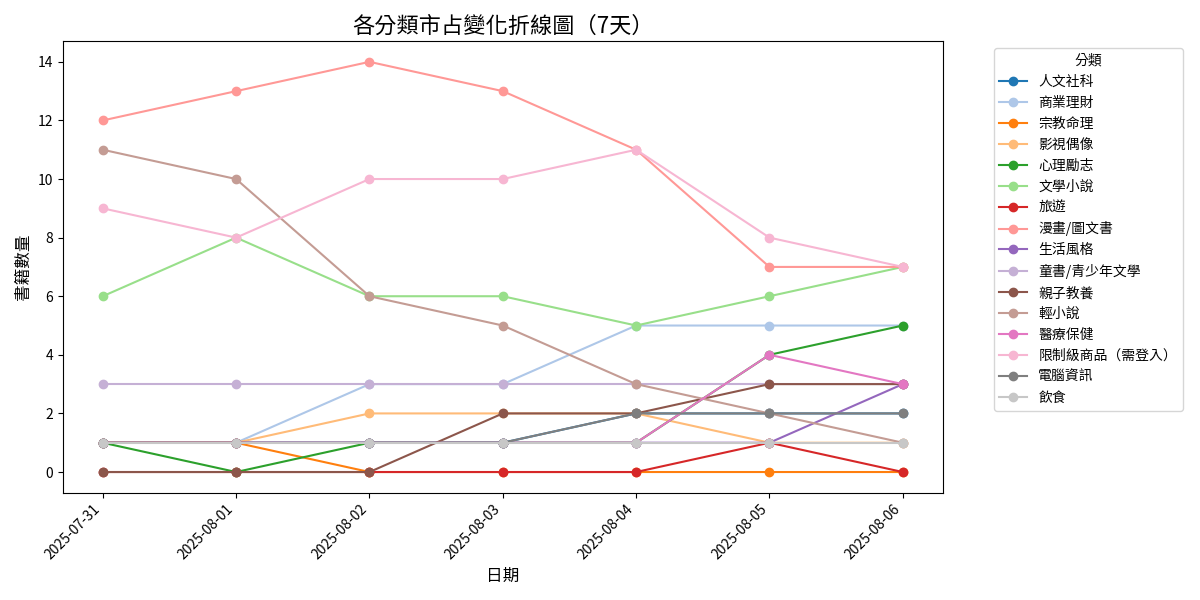 各分類市占變化折線圖（7天）
書籍數量
14
12
10
8
6
4
2
0
2025-07-31
2025-08-01
2025-08-02
2025-08-03
2025-08-04
2025-08-05
2025-08-06
日期
分類
人文社科
商業理財
宗教命理
影視偶像
心理勵志
文學小說
旅遊
漫畫/圖文書
生活風格
童書/青少年文學
親子教養
輕小說
醫療保健
限制級商品（需登入）
電腦資訊
飲食